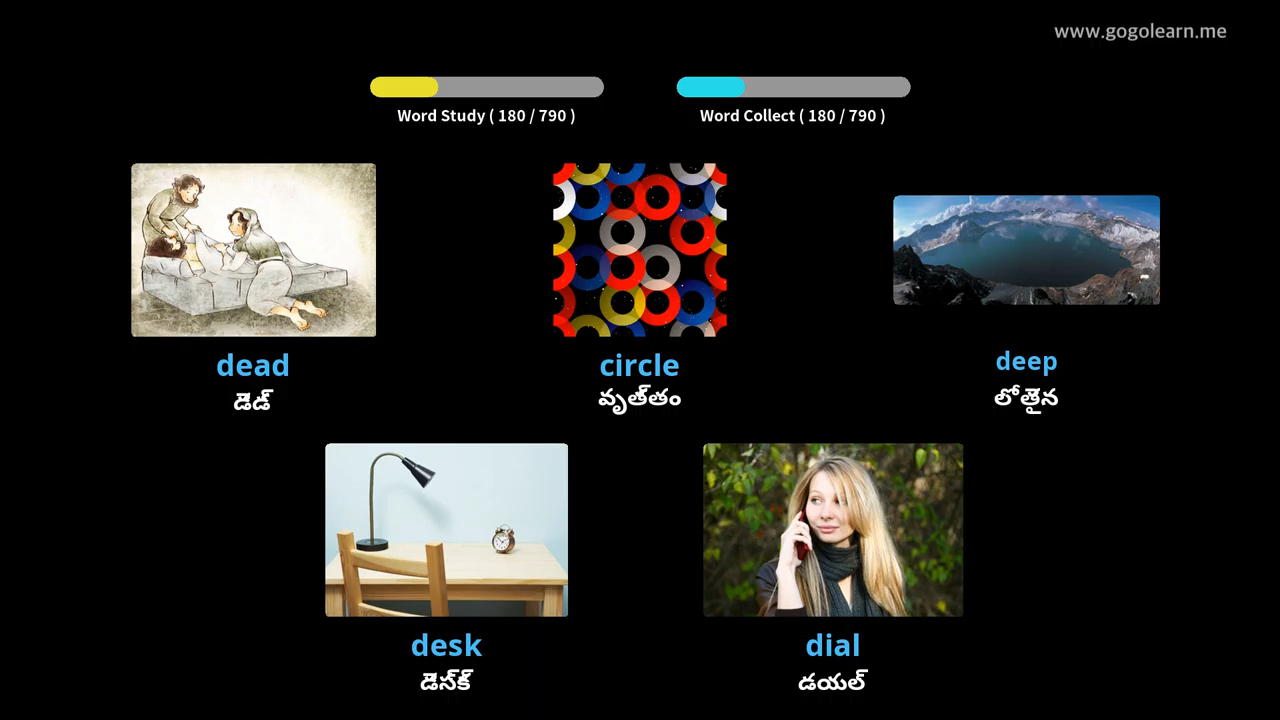 www.gogolearn.me
Word Study ( 180 / 790 )
Word Collect ( 180 / 790 )
dead
డెడ్
circle
వృత్తం
deep
లోతైన
desk
డెస్క్
dial
డయల్